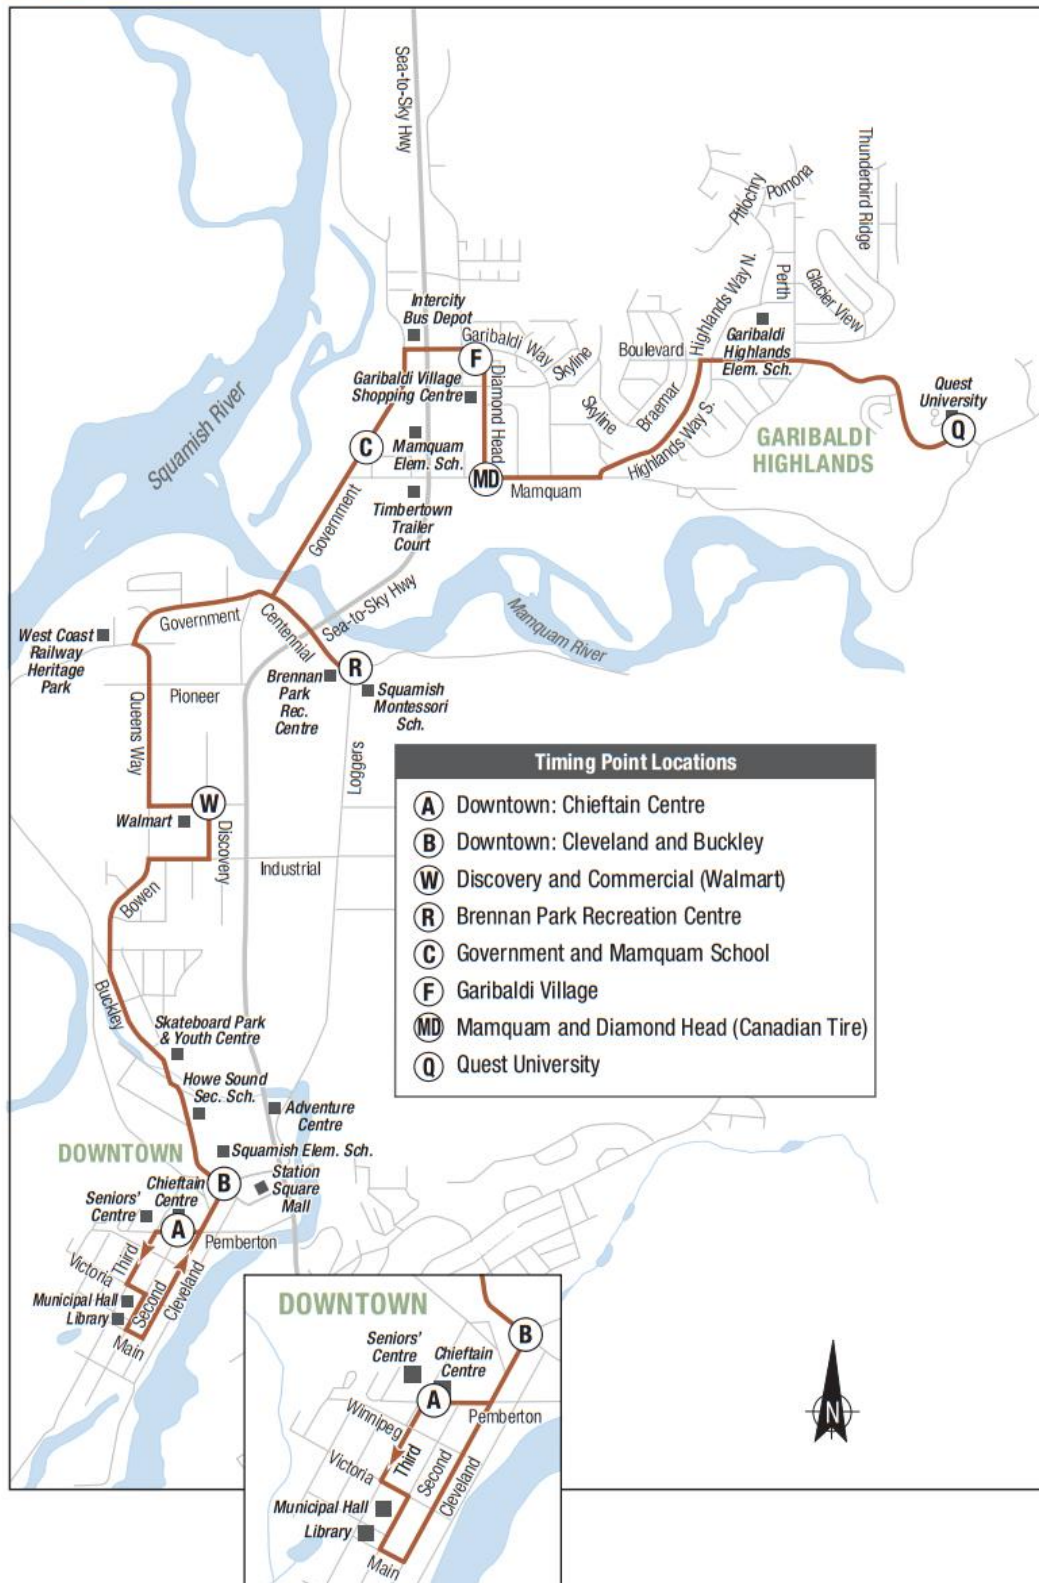 Sea-to-Sky Hwy
Thunderbird Ridge
Pitlochry
Pomona
Squamish River
Intercity
Bus Depot
Garibaldi Way
Skyline
Boulevard
Highlands Way N.
Perth
Glacier View
Garibaldi
Highlands
Elem. Sch.
F
Garibaldi Village
Shopping Centre
Diamond Head
Skyline
Braemar
Highlands Way S.
Quest
University
Q
C
Mamquam
Elem. Sch.
GARIBALDI
HIGHLANDS
MD
Mamquam
Government
Timbertown
Trailer
Court
Sea-to-Sky Hwy
Mamquam River
Government
Centennial
West Coast
Railway
Heritage
Park
R
Brennan
Park
Rec.
Centre
Squamish
Montessori
Sch.
Pioneer
Queens Way
Loggers
W
Walmart
Discovery
Industrial
Bowen
Timing Point Locations
A Downtown: Chieftain Centre
B Downtown: Cleveland and Buckley
W Discovery and Commercial (Walmart)
R Brennan Park Recreation Centre
C Government and Mamquam School
F Garibaldi Village
MD Mamquam and Diamond Head (Canadian Tire)
Q Quest University
Buckley
Skateboard Park
& Youth Centre
Howe Sound
Sec. Sch.
Adventure
Centre
DOWNTOWN
Squamish Elem. Sch.
B
Station
Square
Mall
Chieftain
Centre
Seniors'
Centre
A
Pemberton
Victoria
Third
Second
Cleveland
Municipal Hall
Library
Main
DOWNTOWN
B
Seniors'
Centre
Chieftain
Centre
A
Pemberton
Winnipeg
Victoria
Third
Second
Cleveland
Municipal Hall
Library
Main
N